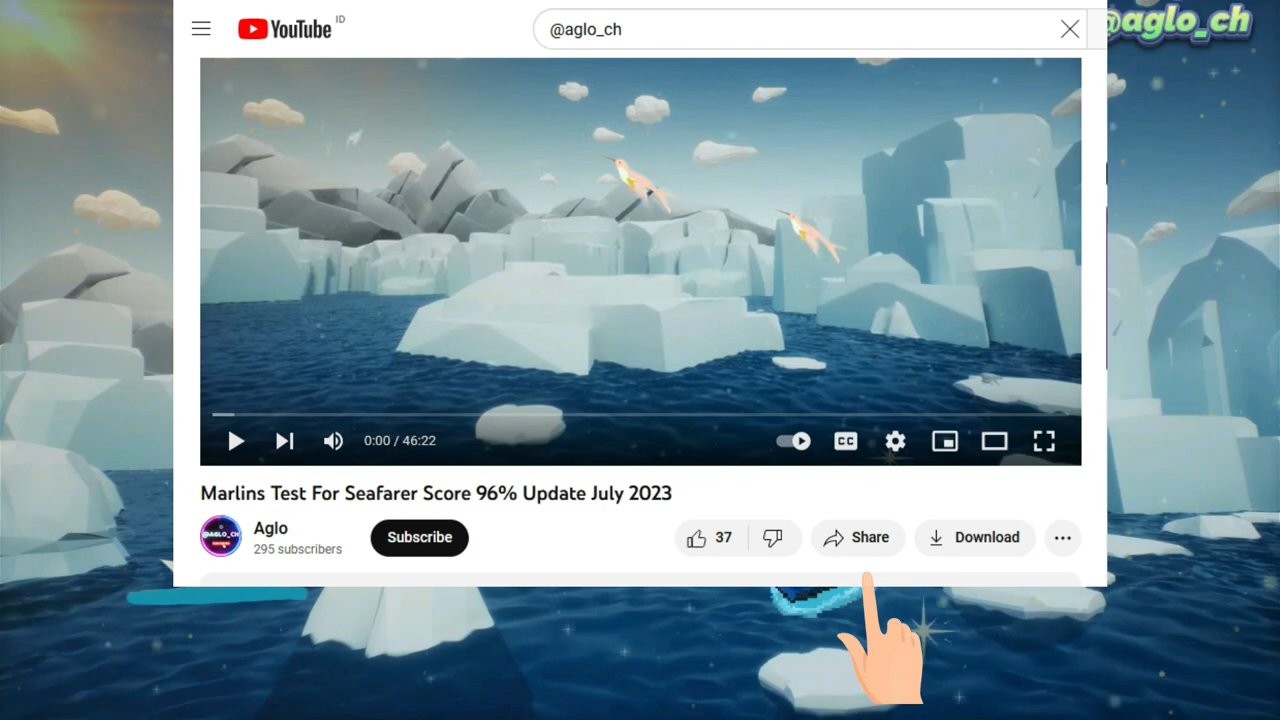 YouTube ID
@aglo_ch
@aglo_ch
0:00 / 46:22
CC
Marlins Test For Seafarer Score 96% Update July 2023
Aglo
295 subscribers
Subscribe
37
Share
Download
@AGLO_CH